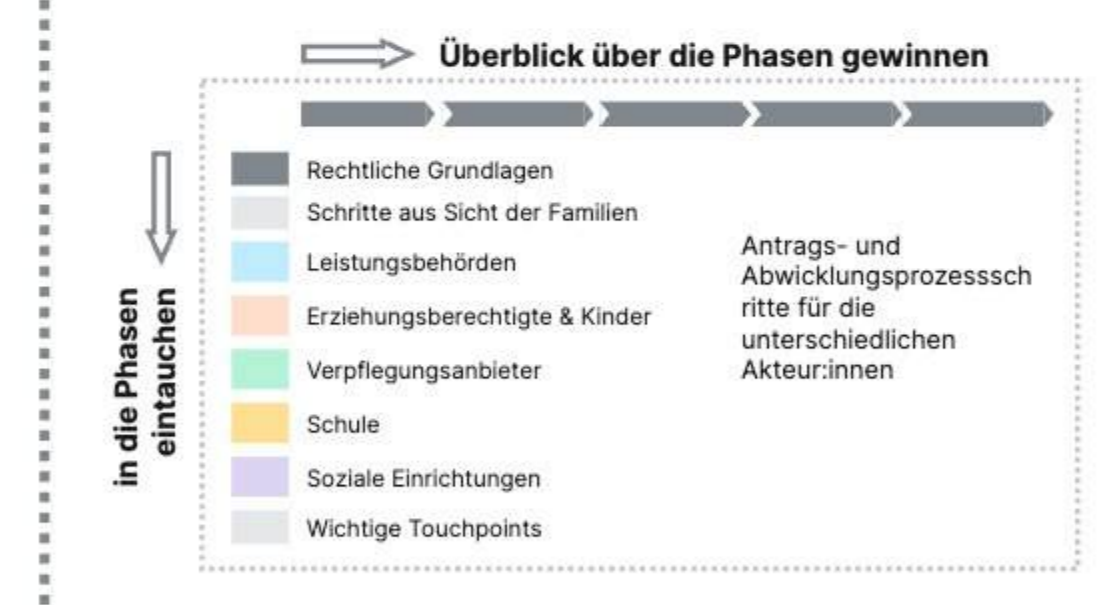 Überblick über die Phasen gewinnen
in die Phasen
eintauchen
Rechtliche Grundlagen
Schritte aus Sicht der Familien
Leistungsbehörden
Erziehungsberechtigte & Kinder
Verpflegungsanbieter
Schule
Soziale Einrichtungen
Wichtige Touchpoints
Antrags- und
Abwicklungsprozesssch
ritte für die
unterschiedlichen
Akteur:innen